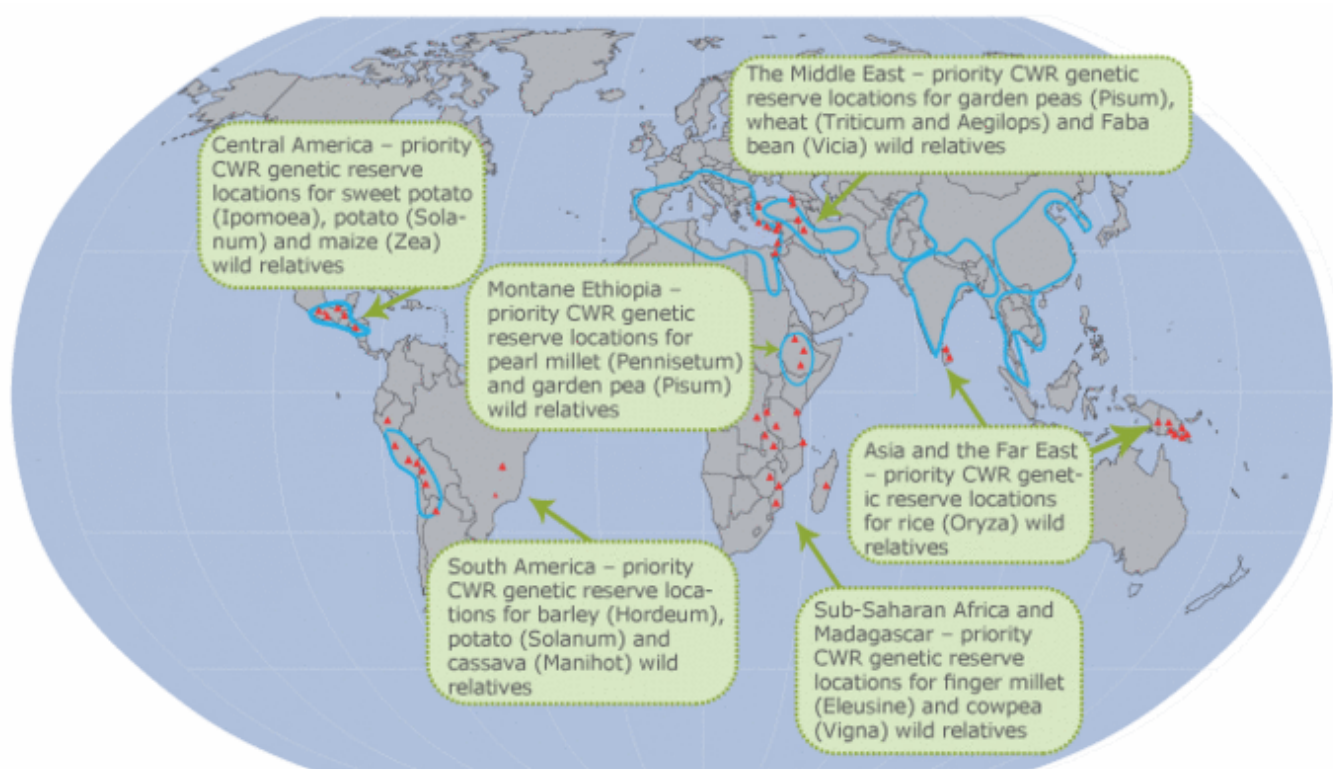 The Middle East – priority CWR genetic
reserve locations for garden peas (Pisum),
wheat (Triticum and Aegilops) and Faba
bean (Vicia) wild relatives
Central America – priority
CWR genetic reserve
locations for sweet potato
(Ipomoea), potato (Sola-
num) and maize (Zea)
wild relatives
Montane Ethiopia –
priority CWR genetic
reserve locations for
pearl millet (Pennisetum)
and garden pea (Pisum)
wild relatives
Asia and the Far East
– priority CWR genet-
ic reserve locations
for rice (Oryza) wild
relatives
South America – priority
CWR genetic reserve loca-
tions for barley (Hordeum),
potato (Solanum) and
cassava (Manihot) wild
relatives
Sub-Saharan Africa and
Madagascar – priority
CWR genetic reserve
locations for finger millet
(Eleusine) and cowpea
(Vigna) wild relatives